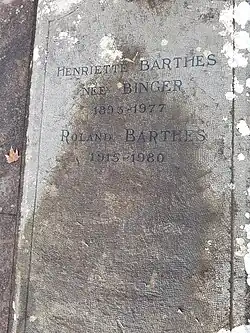 HENRIETTE BARTHES
NÉE BINGER
1893-1977
ROLAND BARTHES
1915-1980